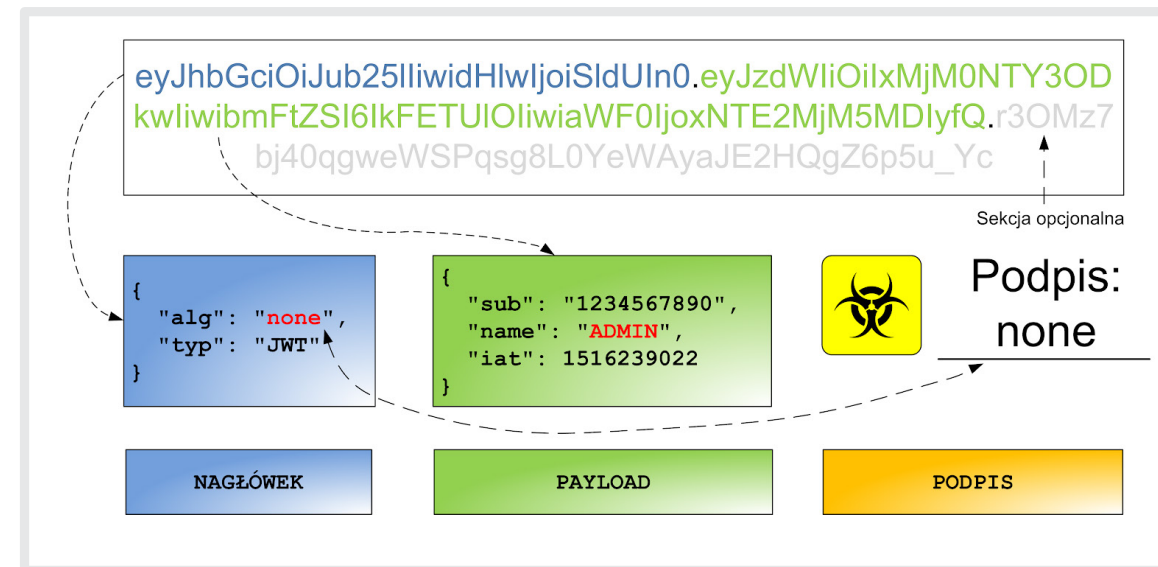 eyJhbGciOiJub25lIiwidHlwIjoiSldUIn0.eyJzdWIiOiIxMjM0NTY3OD
kwIiwibmFtZSI6IkFETUlOIiwiaWF0IjoxNTE2MjM5MDIyfQ.r3OMz7
bj40qgweWSPqsg8L0YeWAyaJE2HQgZ6p5u_Yc
Sekcja opcjonalna
{
"alg": "none",
"typ": "JWT"
}
{
"sub": "1234567890",
"name": "ADMIN",
"iat": 1516239022
}
Podpis:
none
NAGŁÓWEK
PAYLOAD
PODPIS